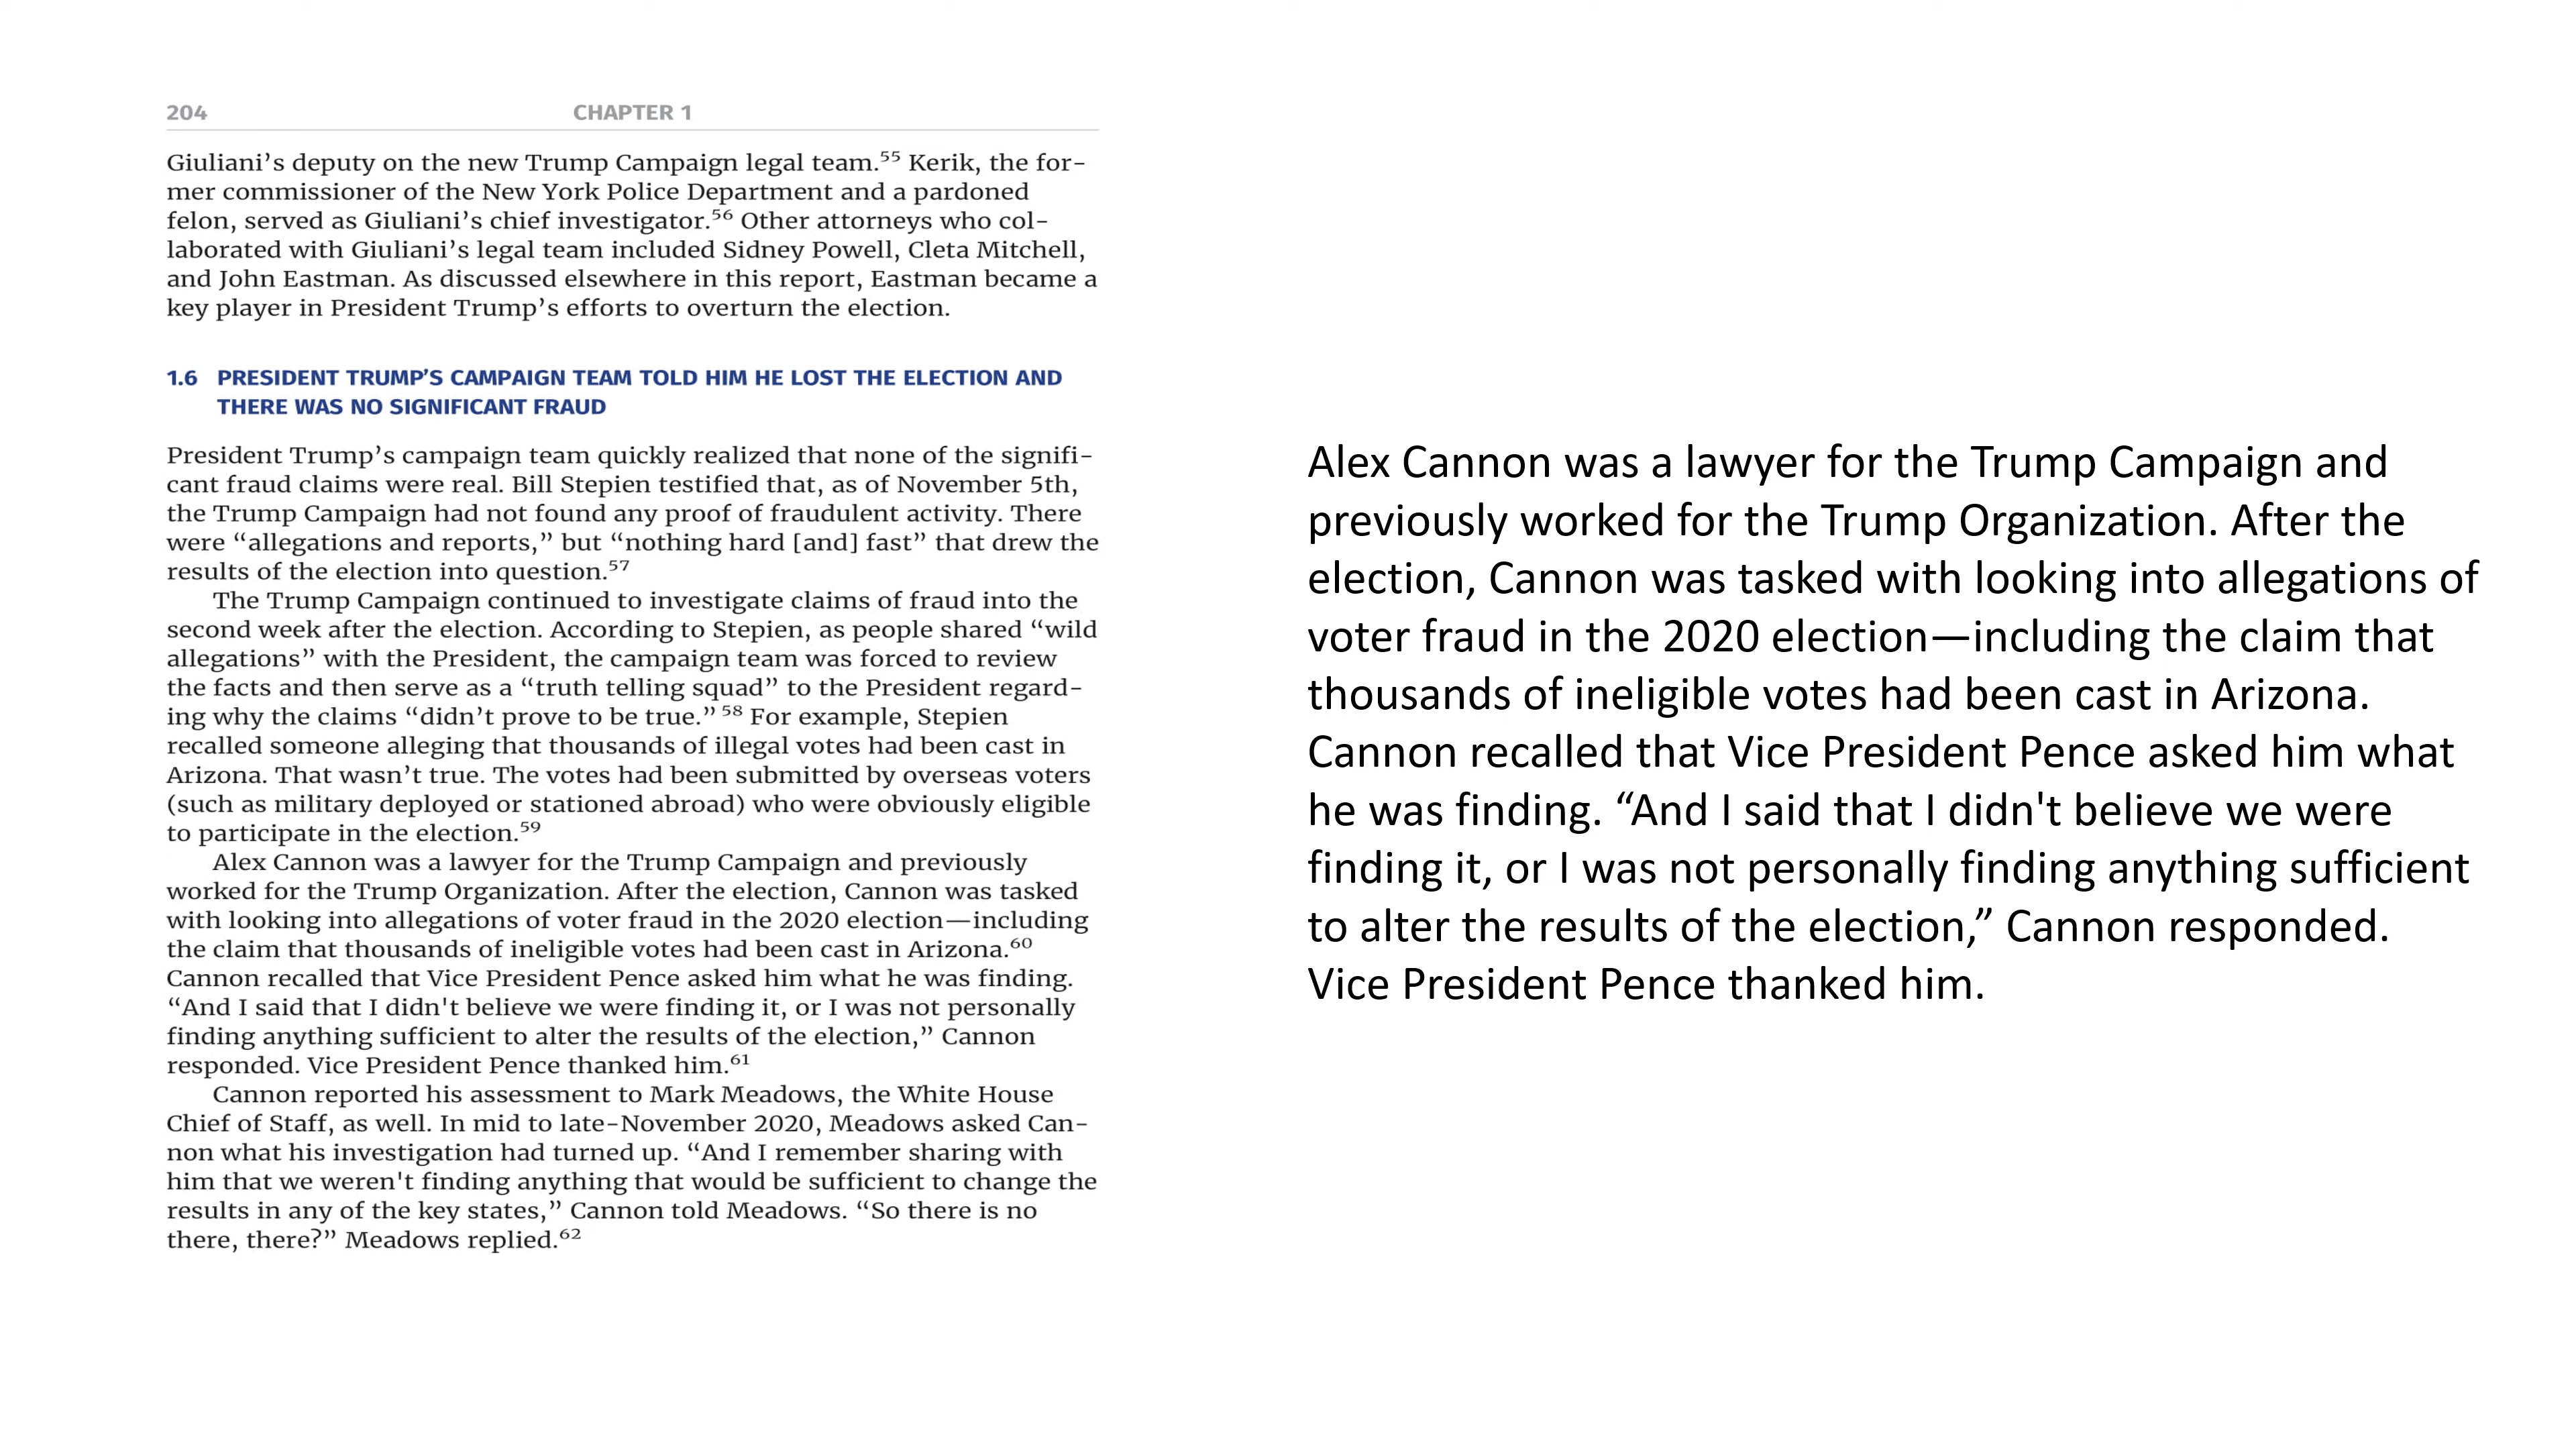 204 CHAPTER 1
Giuliani’s deputy on the new Trump Campaign legal team.55 Kerik, the for-
mer commissioner of the New York Police Department and a pardoned
felon, served as Giuliani’s chief investigator.56 Other attorneys who col-
laborated with Giuliani’s legal team included Sidney Powell, Cleta Mitchell,
and John Eastman. As discussed elsewhere in this report, Eastman became a
key player in President Trump’s efforts to overturn the election.
1.6 PRESIDENT TRUMP’S CAMPAIGN TEAM TOLD HIM HE LOST THE ELECTION AND
THERE WAS NO SIGNIFICANT FRAUD
President Trump’s campaign team quickly realized that none of the signifi-
cant fraud claims were real. Bill Stepien testified that, as of November 5th,
the Trump Campaign had not found any proof of fraudulent activity. There
were “allegations and reports,” but “nothing hard [and] fast” that drew the
results of the election into question.57
The Trump Campaign continued to investigate claims of fraud into the
second week after the election. According to Stepien, as people shared “wild
allegations” with the President, the campaign team was forced to review
the facts and then serve as a “truth telling squad” to the President regard-
ing why the claims “didn’t prove to be true.” 58 For example, Stepien
recalled someone alleging that thousands of illegal votes had been cast in
Arizona. That wasn’t true. The votes had been submitted by overseas voters
(such as military deployed or stationed abroad) who were obviously eligible
to participate in the election.59
Alex Cannon was a lawyer for the Trump Campaign and previously
worked for the Trump Organization. After the election, Cannon was tasked
with looking into allegations of voter fraud in the 2020 election—including
the claim that thousands of ineligible votes had been cast in Arizona.60
Cannon recalled that Vice President Pence asked him what he was finding.
“And I said that I didn't believe we were finding it, or I was not personally
finding anything sufficient to alter the results of the election,” Cannon
responded. Vice President Pence thanked him.61
Cannon reported his assessment to Mark Meadows, the White House
Chief of Staff, as well. In mid to late-November 2020, Meadows asked Can-
non what his investigation had turned up. “And I remember sharing with
him that we weren't finding anything that would be sufficient to change the
results in any of the key states,” Cannon told Meadows. “So there is no
there, there?” Meadows replied.62
Alex Cannon was a lawyer for the Trump Campaign and
previously worked for the Trump Organization. After the
election, Cannon was tasked with looking into allegations of
voter fraud in the 2020 election—including the claim that
thousands of ineligible votes had been cast in Arizona.
Cannon recalled that Vice President Pence asked him what
he was finding. “And I said that I didn't believe we were
finding it, or I was not personally finding anything sufficient
to alter the results of the election,” Cannon responded.
Vice President Pence thanked him.